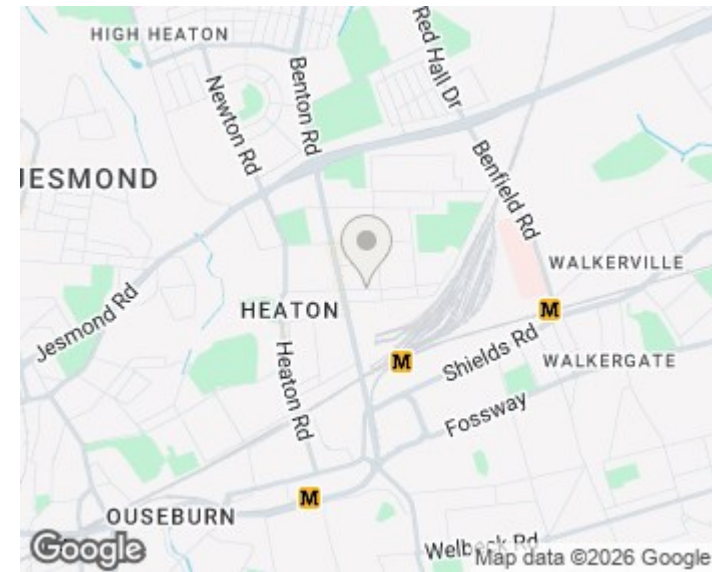 HIGH HEATON
Newton Rd
Benton Rd
Red Hall Dr
Benfield Rd
JESMOND
Jesmond Rd
HEATON
Heaton Rd
WALKERVILLE
M
M
Shields Rd
WALKERGATE
Fossway
M
OUSEBURN
Welbeck Rd
Google
Map data ©2026 Google